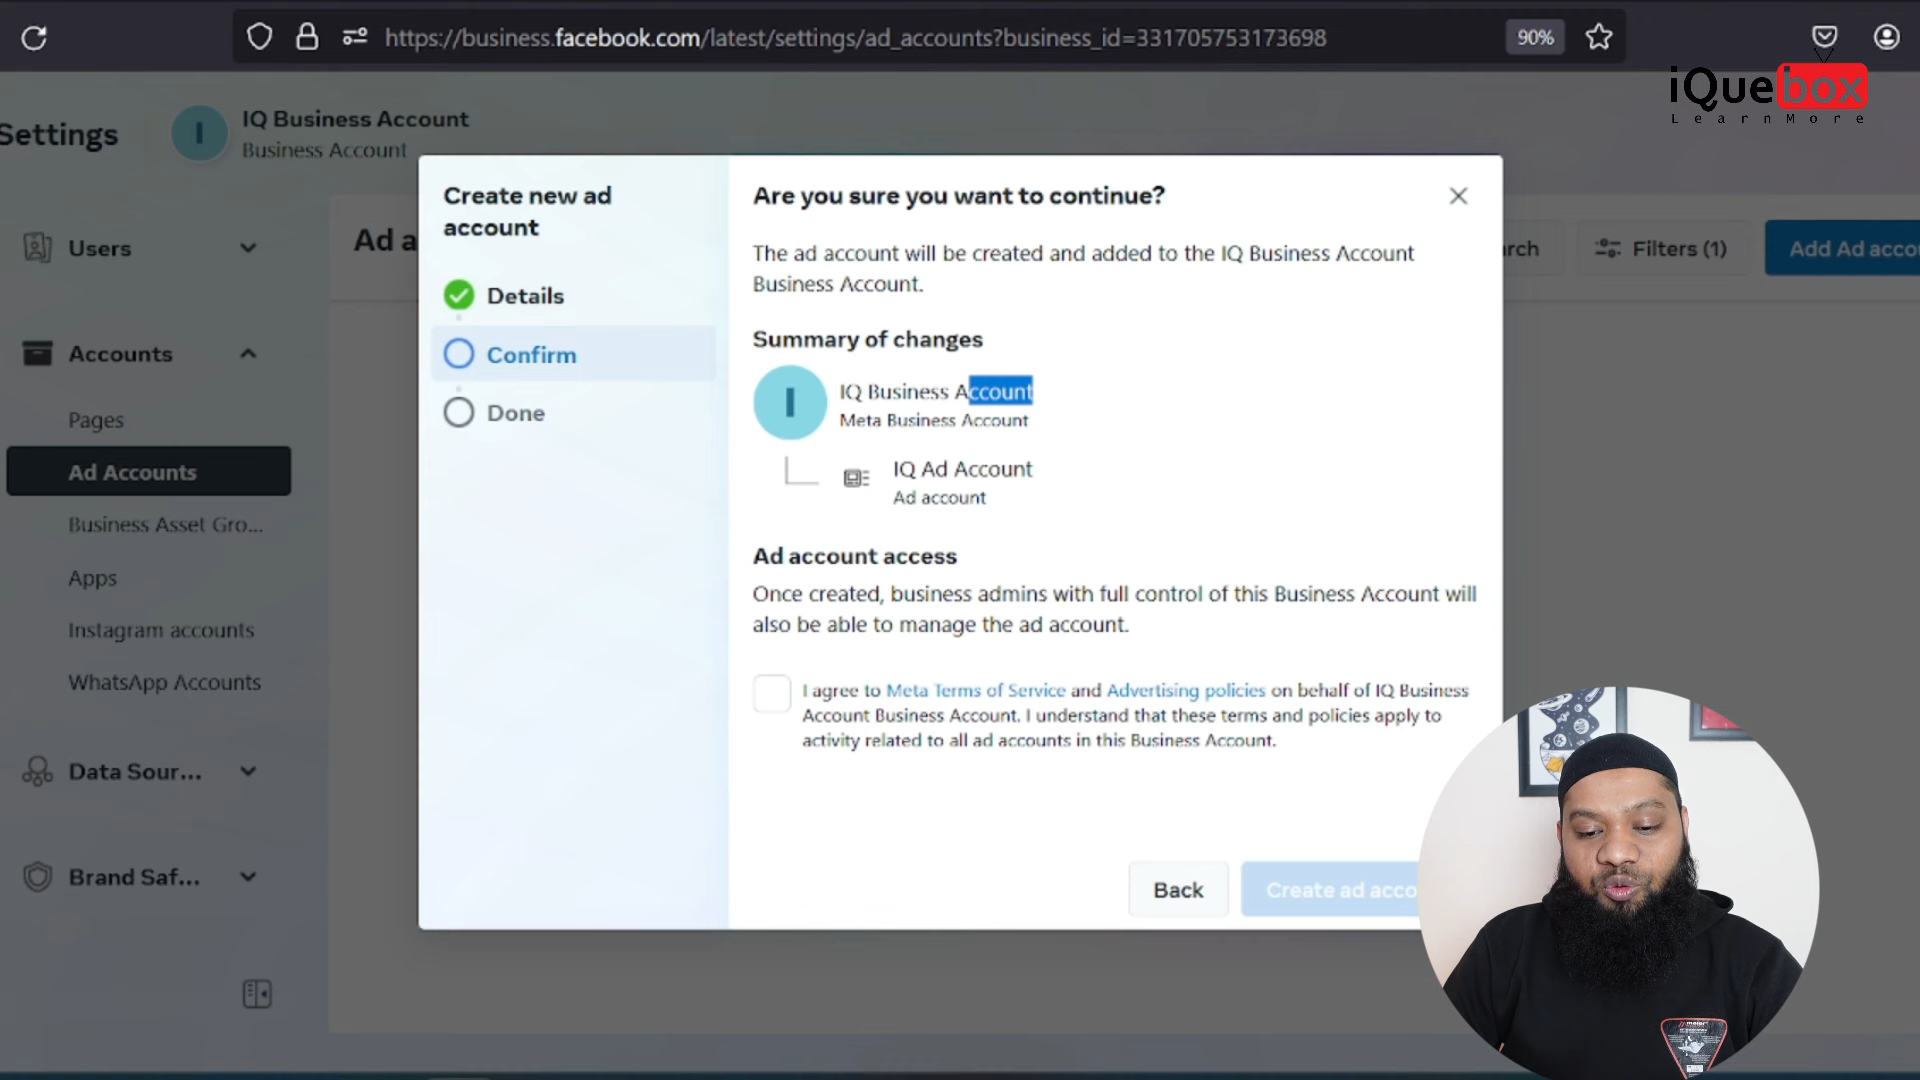 https://business.facebook.com/latest/settings/ad_accounts?business_id=331705753173698
90%
iQuebox
LearnMore
Settings
I
IQ Business Account
Business Account
Users
Accounts
Pages
Ad Accounts
Business Asset Gro...
Apps
Instagram accounts
WhatsApp Accounts
Data Sour...
Brand Saf...
Ad a
rch
Filters (1)
Add Ad acco
Create new ad
account
Details
Confirm
Done
Are you sure you want to continue?
The ad account will be created and added to the IQ Business Account
Business Account.
Summary of changes
I
IQ Business Account
Meta Business Account
IQ Ad Account
Ad account
Ad account access
Once created, business admins with full control of this Business Account will
also be able to manage the ad account.
I agree to Meta Terms of Service and Advertising policies on behalf of IQ Business
Account Business Account. I understand that these terms and policies apply to
activity related to all ad accounts in this Business Account.
Back
Create ad acco